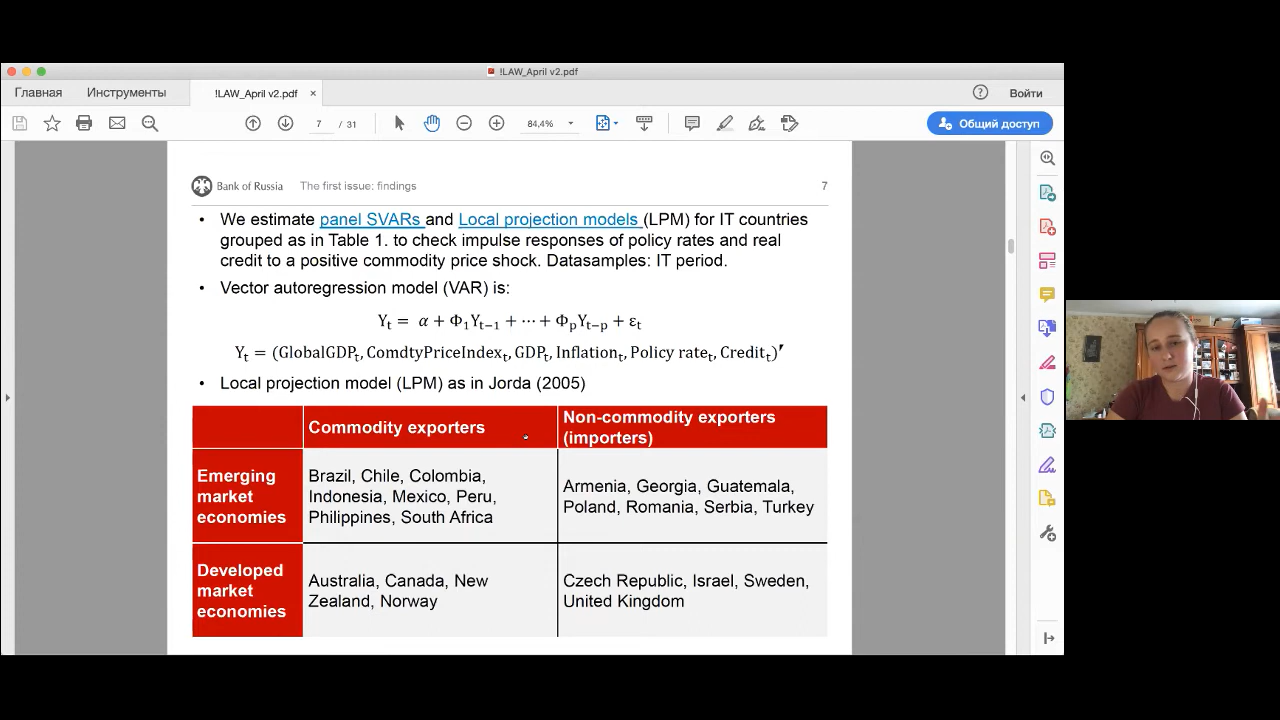 !LAW_April v2.pdf
Главная Инструменты !LAW_April v2.pdf × Войти
7 / 31 84,4% Общий доступ
Bank of Russia The first issue: findings 7
• We estimate panel SVARs and Local projection models (LPM) for IT countries
grouped as in Table 1. to check impulse responses of policy rates and real
credit to a positive commodity price shock. Datasamples: IT period.
• Vector autoregression model (VAR) is:
Yₜ = α + Φ₁Yₜ₋₁ + ⋯ + ΦₚYₜ₋ₚ + εₜ
Yₜ = (GlobalGDPₜ, ComdtyPriceIndexₜ, GDPₜ, Inflationₜ, Policy rateₜ, Creditₜ)′
• Local projection model (LPM) as in Jorda (2005)
Commodity exporters
Non-commodity exporters
(importers)
Emerging
market
economies
Brazil, Chile, Colombia,
Indonesia, Mexico, Peru,
Philippines, South Africa
Armenia, Georgia, Guatemala,
Poland, Romania, Serbia, Turkey
Developed
market
economies
Australia, Canada, New
Zealand, Norway
Czech Republic, Israel, Sweden,
United Kingdom